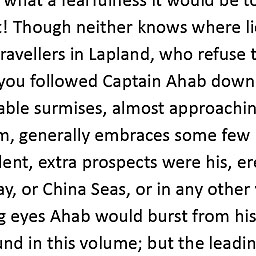 what a fearfulness it would be to
t! Though neither knows where li
ravellers in Lapland, who refuse t
you followed Captain Ahab down
able surmises, almost approachin
m, generally embraces some few
dent, extra prospects were his, ere
ay, or China Seas, or in any other
g eyes Ahab would burst from his
und in this volume; but the leadin